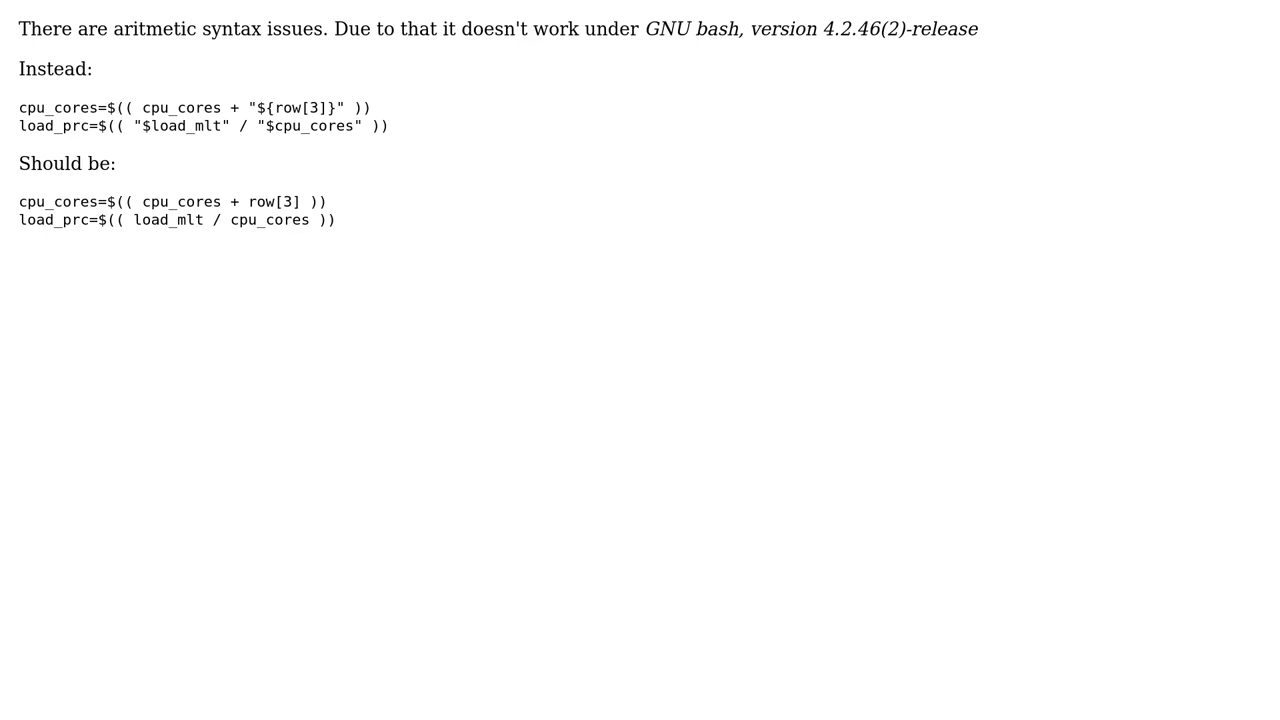 There are aritmetic syntax issues. Due to that it doesn't work under GNU bash, version 4.2.46(2)-release
Instead:
cpu_cores=$(( cpu_cores + "${row[3]}" ))
load_prc=$(( "$load_mlt" / "$cpu_cores" ))
Should be:
cpu_cores=$(( cpu_cores + row[3] ))
load_prc=$(( load_mlt / cpu_cores ))